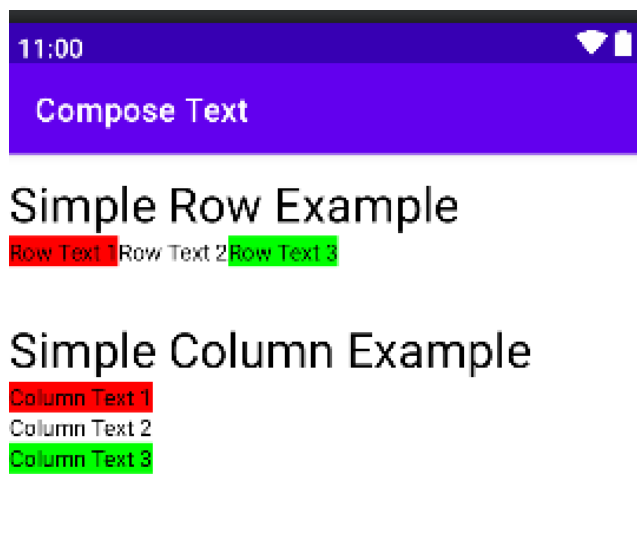 11:00
Compose Text
Simple Row Example
Row Text 1Row Text 2Row Text 3
Simple Column Example
Column Text 1
Column Text 2
Column Text 3